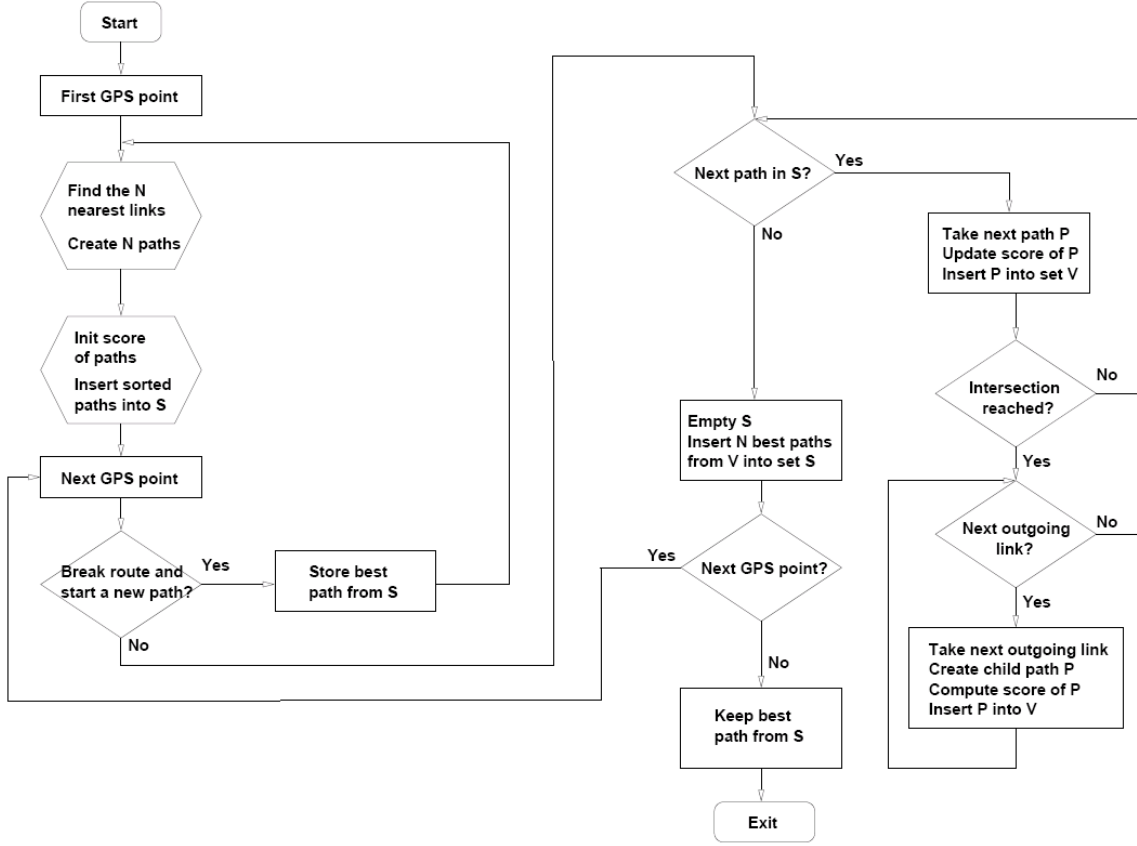 Start
First GPS point
Find the N
nearest links
Create N paths
Init score
of paths
Insert sorted
paths into S
Next GPS point
Break route and
start a new path?
Yes
No
Store best
path from S
Next path in S?
Yes
No
Empty S
Insert N best paths
from V into set S
Next GPS point?
Yes
No
Keep best
path from S
Exit
Take next path P
Update score of P
Insert P into set V
Intersection
reached?
No
Yes
Next outgoing
link?
No
Yes
Take next outgoing link
Create child path P
Compute score of P
Insert P into V